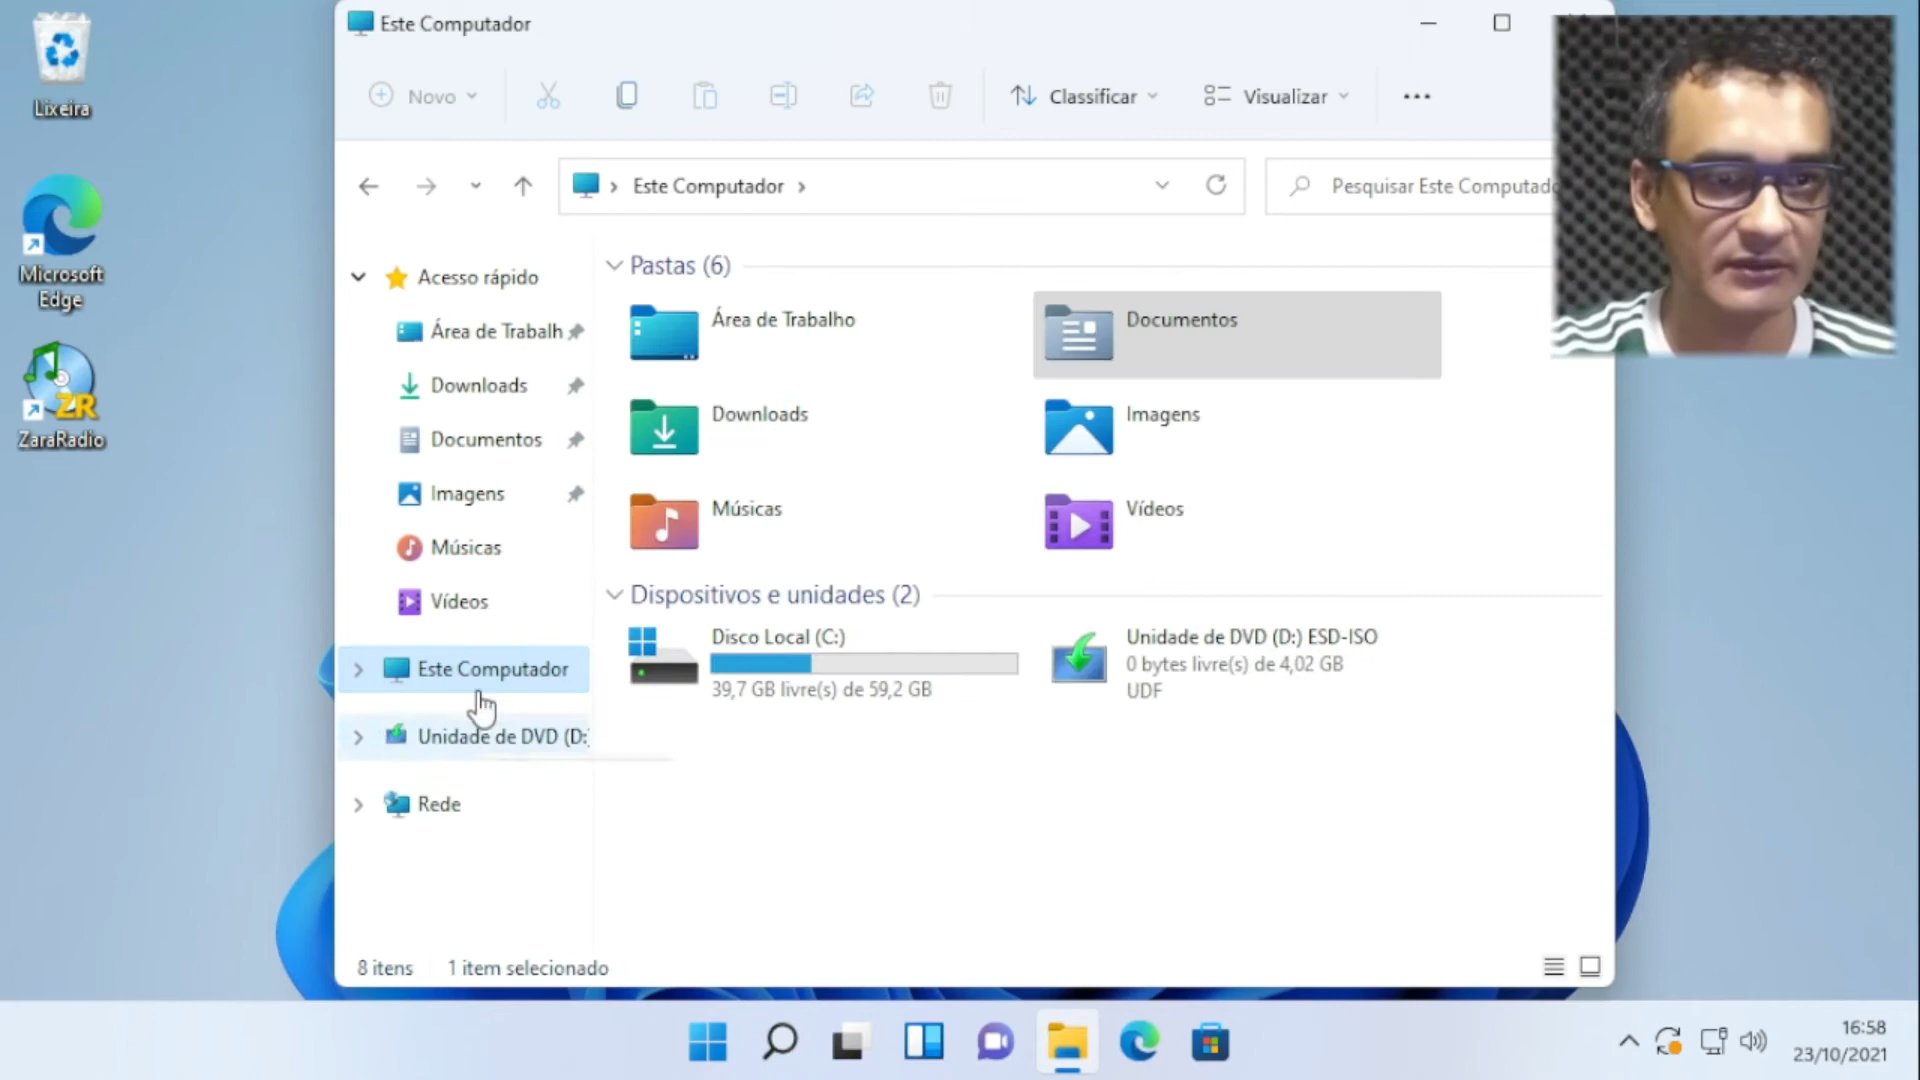 Este Computador
Novo
Classificar
Visualizar
Este Computador
Pesquisar Este Computado
Lixeira
Microsoft
Edge
ZR
ZaraRadio
Acesso rápido
Área de Trabalh
Downloads
Documentos
Imagens
Músicas
Vídeos
Este Computador
Unidade de DVD (D:)
Rede
Pastas (6)
Área de Trabalho
Documentos
Downloads
Imagens
Músicas
Vídeos
Dispositivos e unidades (2)
Disco Local (C:)
39,7 GB livre(s) de 59,2 GB
Unidade de DVD (D:) ESD-ISO
0 bytes livre(s) de 4,02 GB
UDF
8 itens
1 item selecionado
16:58
23/10/2021